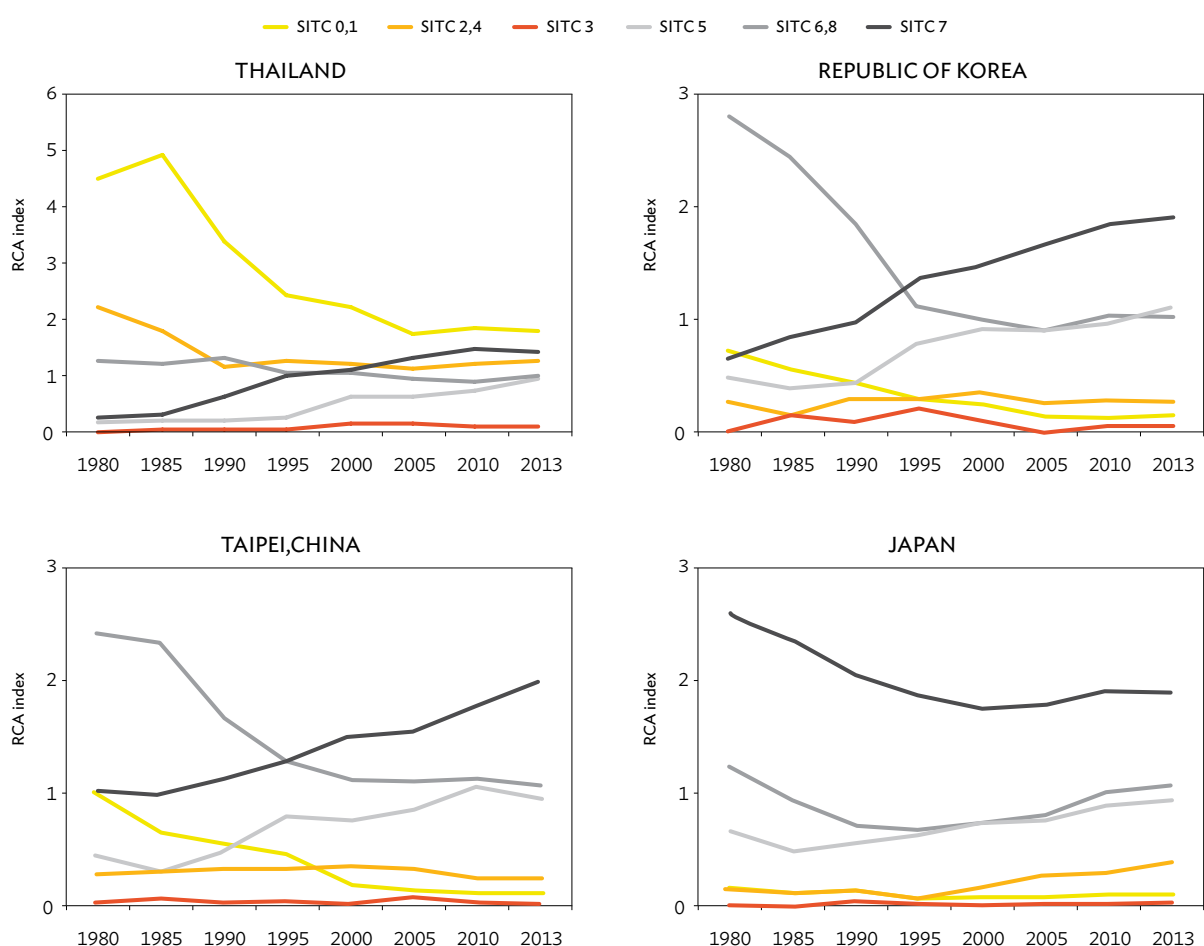 SITC 0,1 SITC 2,4 SITC 3 SITC 5 SITC 6,8 SITC 7
THAILAND
RCA index
6
5
4
3
2
1
0
1980 1985 1990 1995 2000 2005 2010 2013
REPUBLIC OF KOREA
RCA index
3
2
1
0
1980 1985 1990 1995 2000 2005 2010 2013
TAIPEI,CHINA
RCA index
3
2
1
0
1980 1985 1990 1995 2000 2005 2010 2013
JAPAN
RCA index
3
2
1
0
1980 1985 1990 1995 2000 2005 2010 2013